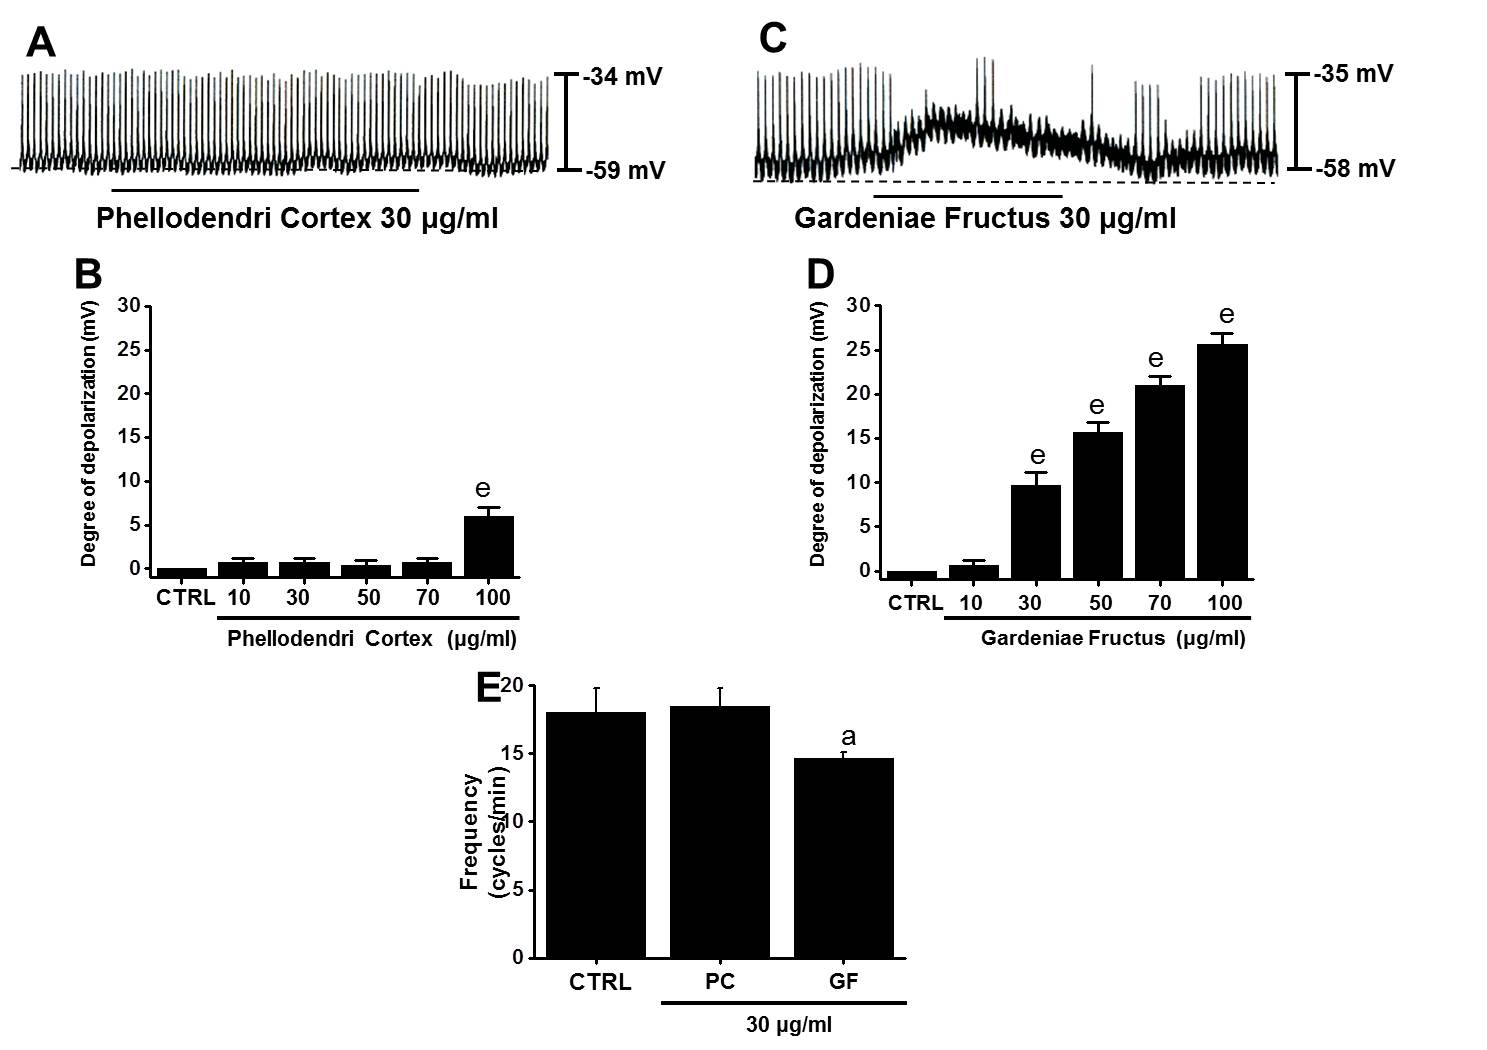 A
-34 mV
-59 mV
Phellodendri Cortex 30 µg/ml
C
-35 mV
-58 mV
Gardeniae Fructus 30 µg/ml
B
Degree of depolarization (mV)
30
25
20
15
10
5
0
e
CTRL 10 30 50 70 100
Phellodendri Cortex (µg/ml)
D
Degree of depolarization (mV)
30
25
20
15
10
5
0
e
e
e
e
CTRL 10 30 50 70 100
Gardeniae Fructus (µg/ml)
E
Frequency
(cycles/min)
20
15
10
5
0
a
CTRL PC GF
30 µg/ml